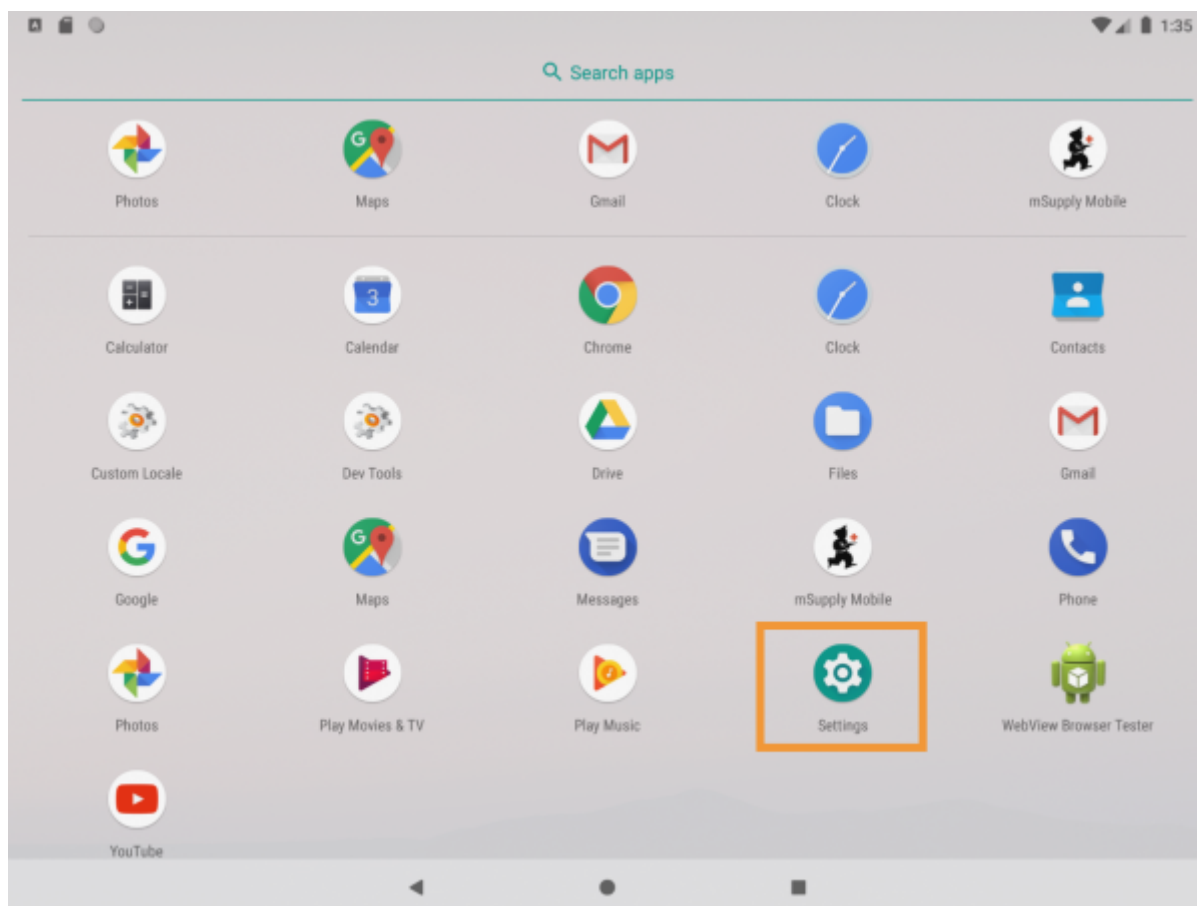 1:35
Search apps
Photos Maps Gmail Clock mSupply Mobile
Calculator Calendar Chrome Clock Contacts
3
Custom Locale Dev Tools Drive Files Gmail
Google Maps Messages mSupply Mobile Phone
Photos Play Movies & TV Play Music Settings WebView Browser Tester
YouTube